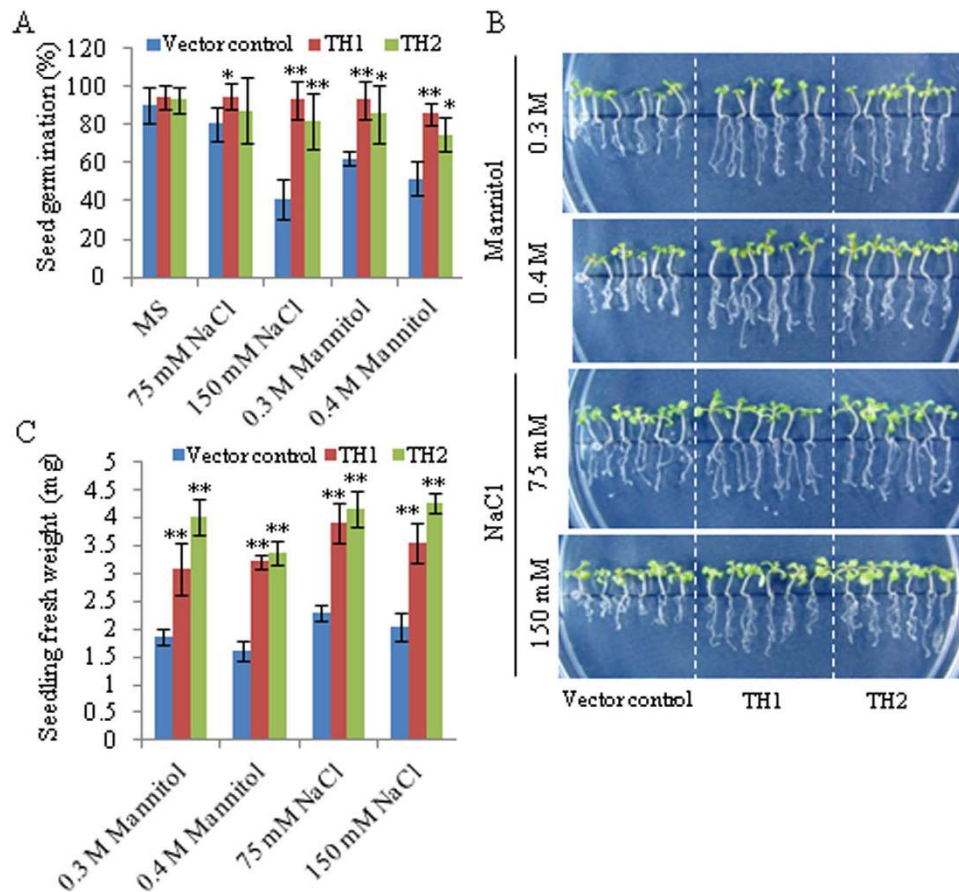 A
Vector control TH1 TH2
Seed germination (%)
120
100
80
60
40
20
0
* ** ** ** * ** *
MS
75 mM NaCl
150 mM NaCl
0.3 M Mannitol
0.4 M Mannitol
B
Mannitol
0.3 M
0.4 M
NaCl
75 mM
150 mM
Vector control TH1 TH2
C
Vector control TH1 TH2
Seedling fresh weight (mg)
5
4.5
4
3.5
3
2.5
2
1.5
1
0.5
0
** ** ** ** ** ** ** **
0.3 M Mannitol
0.4 M Mannitol
75 mM NaCl
150 mM NaCl